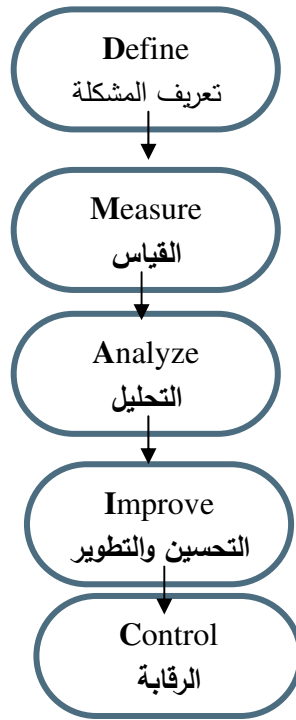 Define
تعريف المشكلة
Measure
القياس
Analyze
التحليل
Improve
التحسين والتطوير
Control
الرقابة